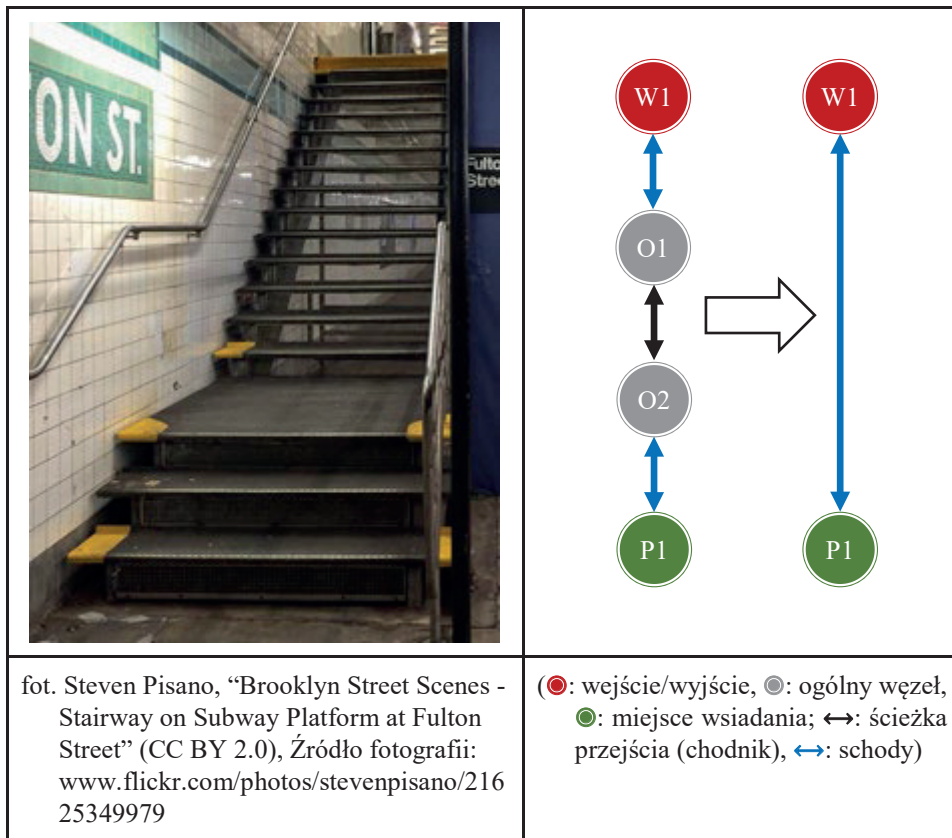 ON ST.
Fulto
Stree
W1
W1
O1
O2
P1
P1
fot. Steven Pisano, “Brooklyn Street Scenes -
Stairway on Subway Platform at Fulton
Street” (CC BY 2.0), Źródło fotografii:
www.flickr.com/photos/stevenpisano/216
25349979
(: wejście/wyjście, : ogólny węzeł,
: miejsce wsiadania; ↔: ścieżka
przejścia (chodnik), ↔: schody)